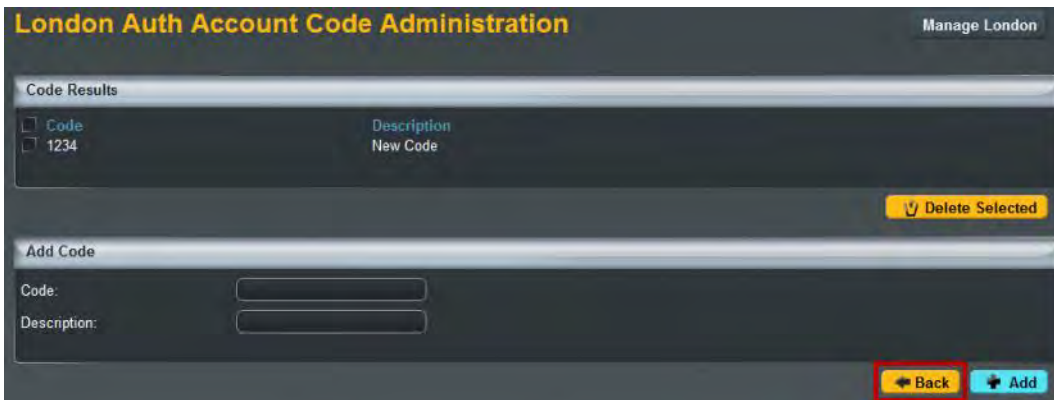 London Auth Account Code Administration
Manage London
Code Results
Code Description
1234 New Code
Delete Selected
Add Code
Code:
Description:
Back Add